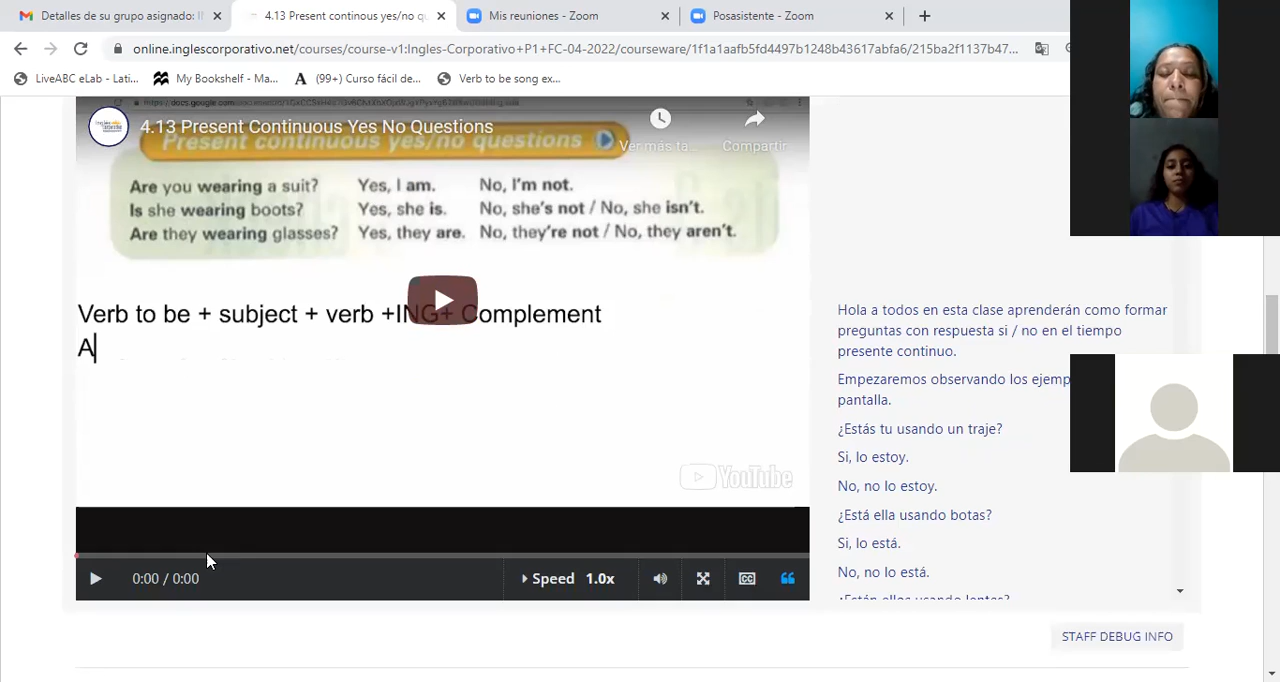 Detalles de su grupo asignado: I
4.13 Present continous yes/no qu
Mis reuniones - Zoom
Posasistente - Zoom
online.inglescorporativo.net/courses/course-v1:Ingles-Corporativo+P1+FC-04-2022/courseware/1f1a1aafb5fd4497b1248b43617abfa6/215ba2f1137b47...
LiveABC eLab - Lati...
My Bookshelf - Ma...
(99+) Curso fácil de...
Verb to be song ex...
4.13 Present Continuous Yes No Questions
Ver más ta...
Compartir
Present continuous yes/no questions
Are you wearing a suit? Yes, I am. No, I'm not.
Is she wearing boots? Yes, she is. No, she's not / No, she isn't.
Are they wearing glasses? Yes, they are. No, they're not / No, they aren't.
Verb to be + subject + verb +ING+ Complement
A
YouTube
0:00 / 0:00
Speed 1.0x
CC
Hola a todos en esta clase aprenderán como formar
preguntas con respuesta si / no en el tiempo
presente continuo.
Empezaremos observando los ejemp
pantalla.
¿Estás tu usando un traje?
Si, lo estoy.
No, no lo estoy.
¿Está ella usando botas?
Si, lo está.
No, no lo está.
¿Están ellos usando lentes?
STAFF DEBUG INFO